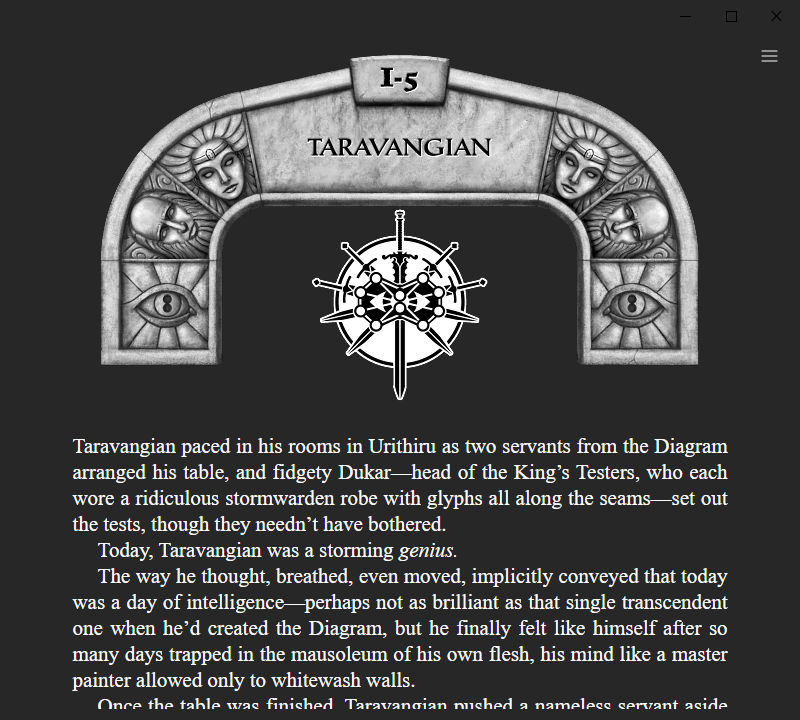 I-5
TARAVANGIAN
Taravangian paced in his rooms in Urithiru as two servants from the Diagram
arranged his table, and fidgety Dukar—head of the King’s Testers, who each
wore a ridiculous stormwarden robe with glyphs all along the seams—set out
the tests, though they needn’t have bothered.
Today, Taravangian was a storming genius.
The way he thought, breathed, even moved, implicitly conveyed that today
was a day of intelligence—perhaps not as brilliant as that single transcendent
one when he’d created the Diagram, but he finally felt like himself after so
many days trapped in the mausoleum of his own flesh, his mind like a master
painter allowed only to whitewash walls.
Once the table was finished, Taravangian pushed a nameless servant aside